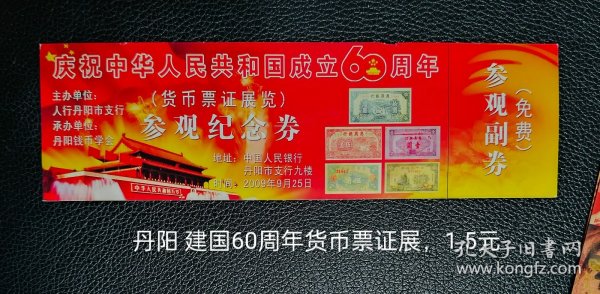 庆祝中华人民共和国成立60周年
（货币票证展览）
参观纪念券
主办单位：
人行丹阳市支行
承办单位：
丹阳钱币学会
地址：中国人民银行
丹阳市支行九楼
时间：2009年9月25日
参观副券
（免费）
丹阳 建国60周年货币票证展，1.5元
孔夫子旧书网
www.kongfz.com